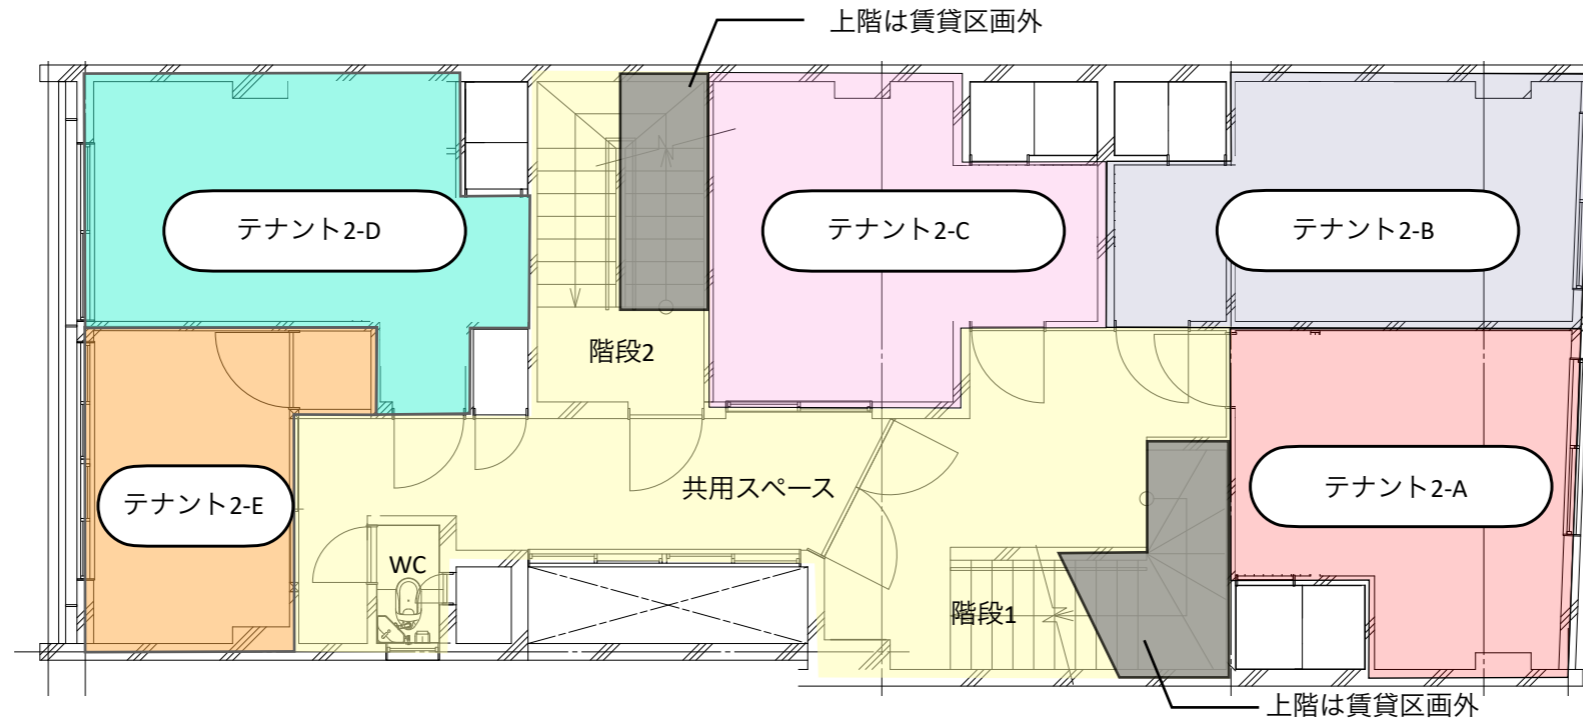 上階は賃貸区画外
テナント2-D
テナント2-C
テナント2-B
階段2
共用スペース
テナント2-A
テナント2-E
WC
階段1
上階は賃貸区画外